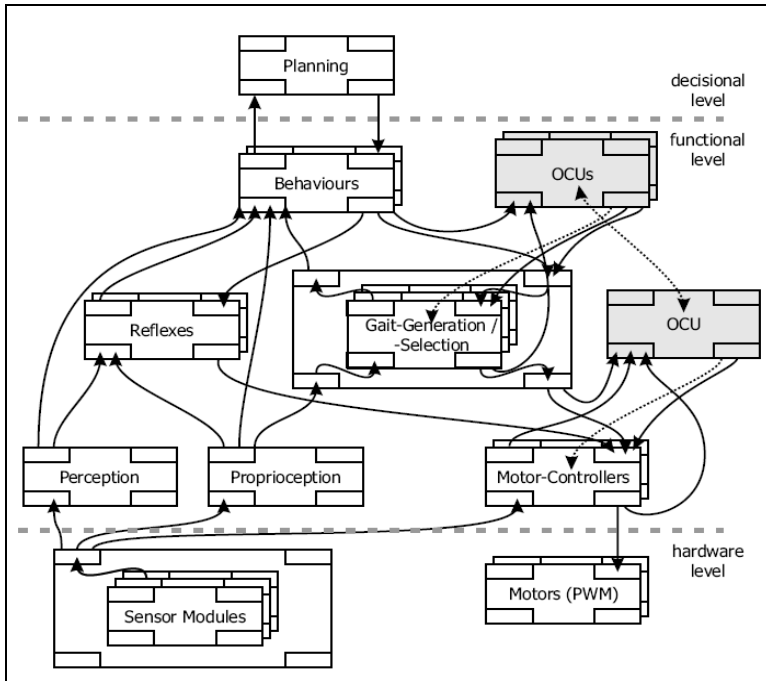 Planning
decisional
level
functional
level
Behaviours
OCUs
Reflexes
Gait-Generation /
-Selection
OCU
Perception
Proprioception
Motor-Controllers
hardware
level
Sensor Modules
Motors (PWM)